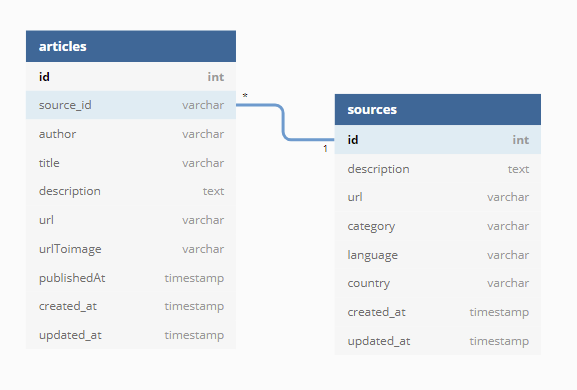 articles
id int
source_id varchar
author varchar
title varchar
description text
url varchar
urlToimage varchar
publishedAt timestamp
created_at timestamp
updated_at timestamp
*
1
sources
id int
description text
url varchar
category varchar
language varchar
country varchar
created_at timestamp
updated_at timestamp